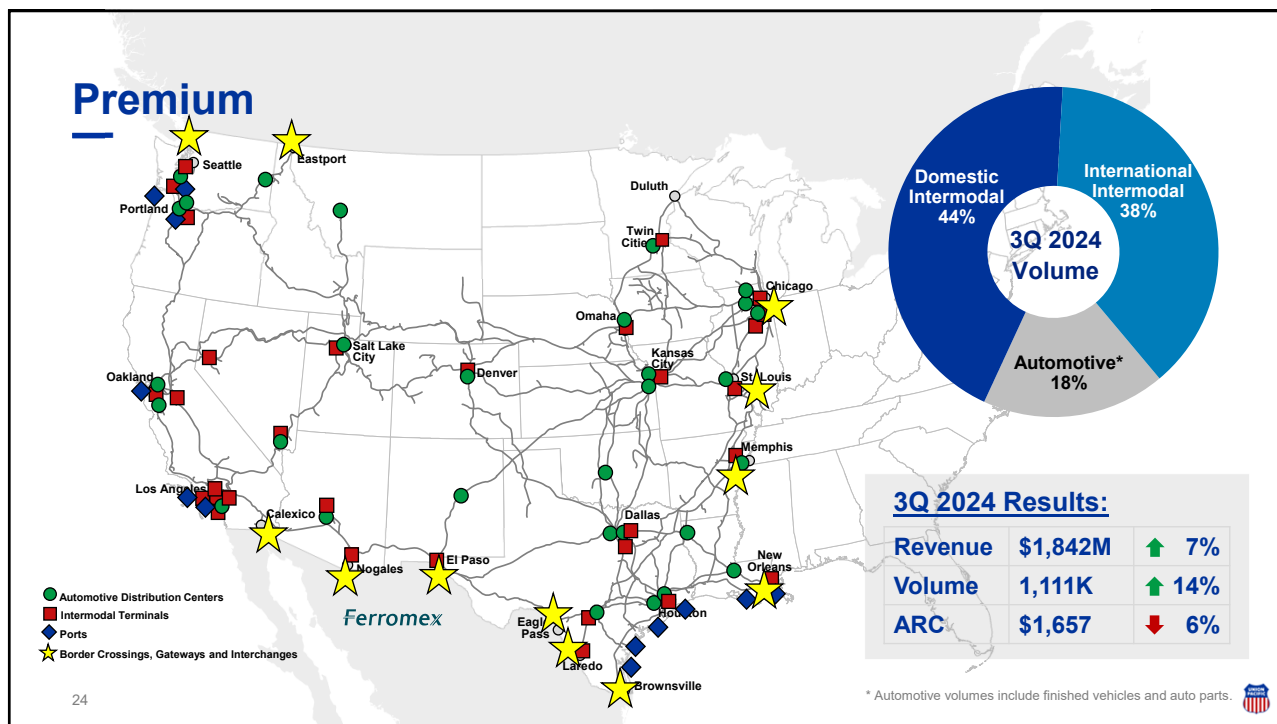 Premium
Seattle
Eastport
Portland
Duluth
Twin
Cities
Chicago
Omaha
Salt Lake
City
Denver
Kansas
City
St. Louis
Oakland
Memphis
Los Angeles
Calexico
Nogales
El Paso
Dallas
New
Orleans
Houston
Eagle
Pass
Laredo
Brownsville
Ferromex
Automotive Distribution Centers
Intermodal Terminals
Ports
Border Crossings, Gateways and Interchanges
Domestic
Intermodal
44%
International
Intermodal
38%
Automotive*
18%
3Q 2024
Volume
3Q 2024 Results:
Revenue $1,842M 7%
Volume 1,111K 14%
ARC $1,657 6%
24
* Automotive volumes include finished vehicles and auto parts.
UNION
PACIFIC